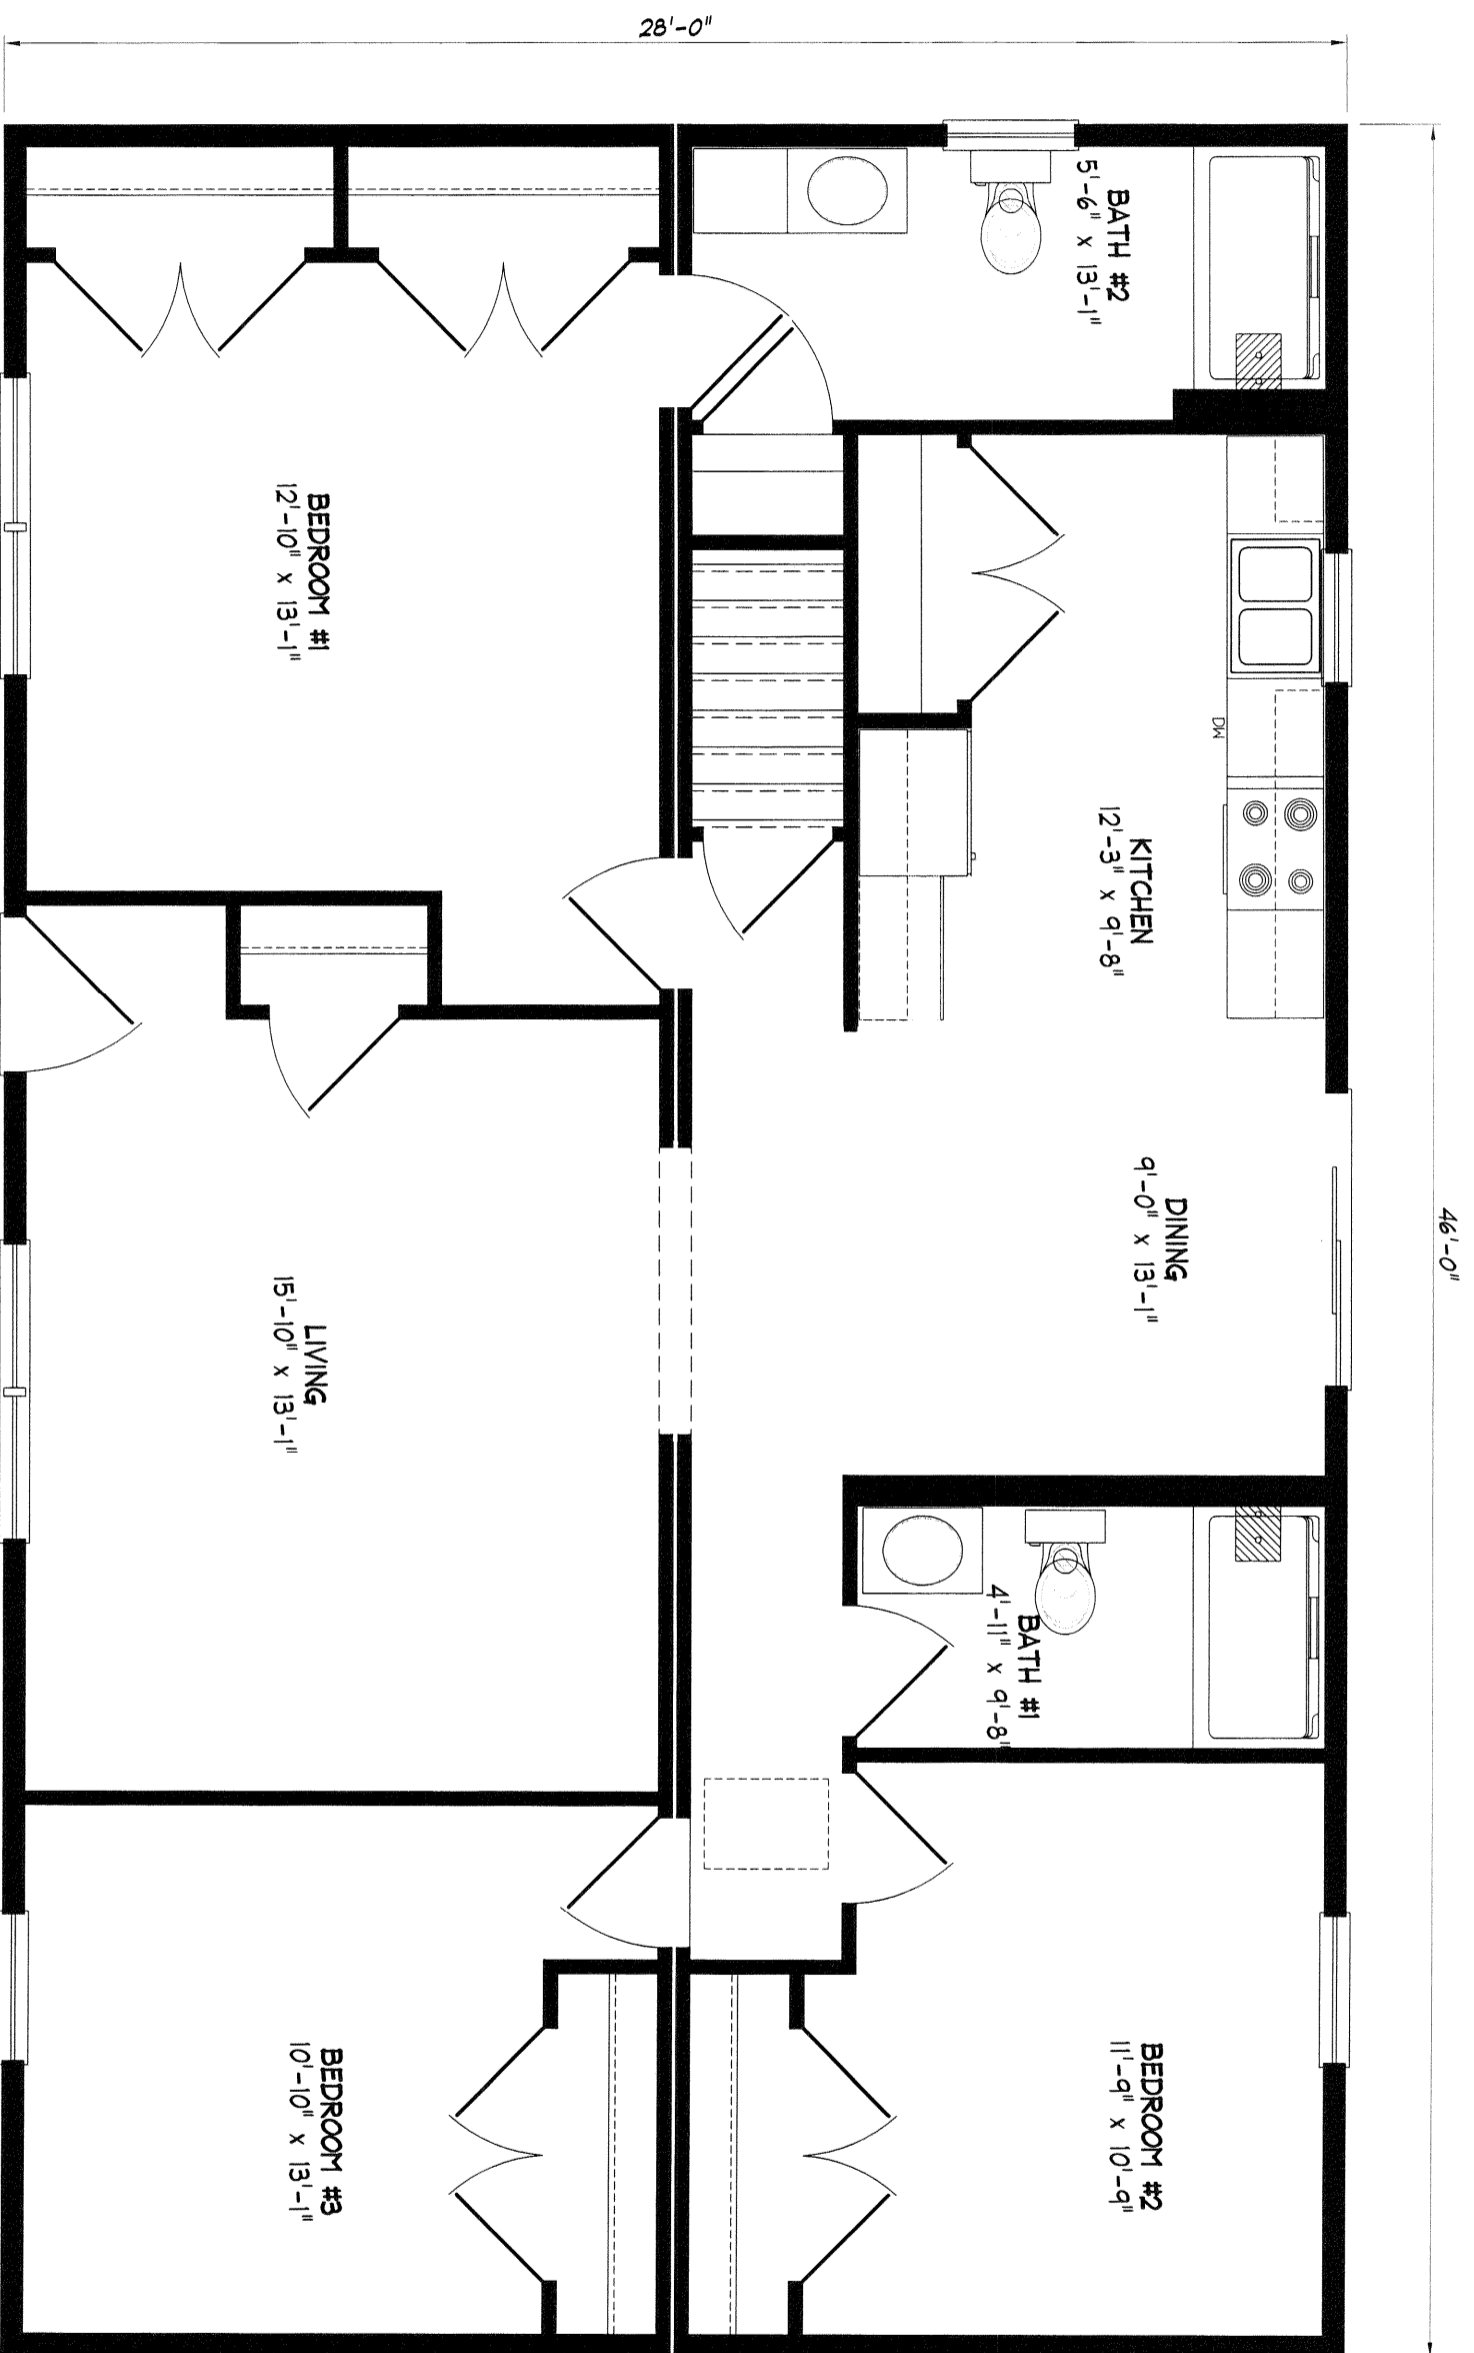 28'-0"
46'-0"
BATH #2
5'-6" x 13'-1"
KITCHEN
12'-3" x 9'-8"
DW
DINING
9'-0" x 13'-1"
BATH #1
4'-11" x 9'-8"
BEDROOM #2
11'-9" x 10'-9"
BEDROOM #1
12'-10" x 13'-1"
LIVING
15'-10" x 13'-1"
BEDROOM #3
10'-10" x 13'-1"